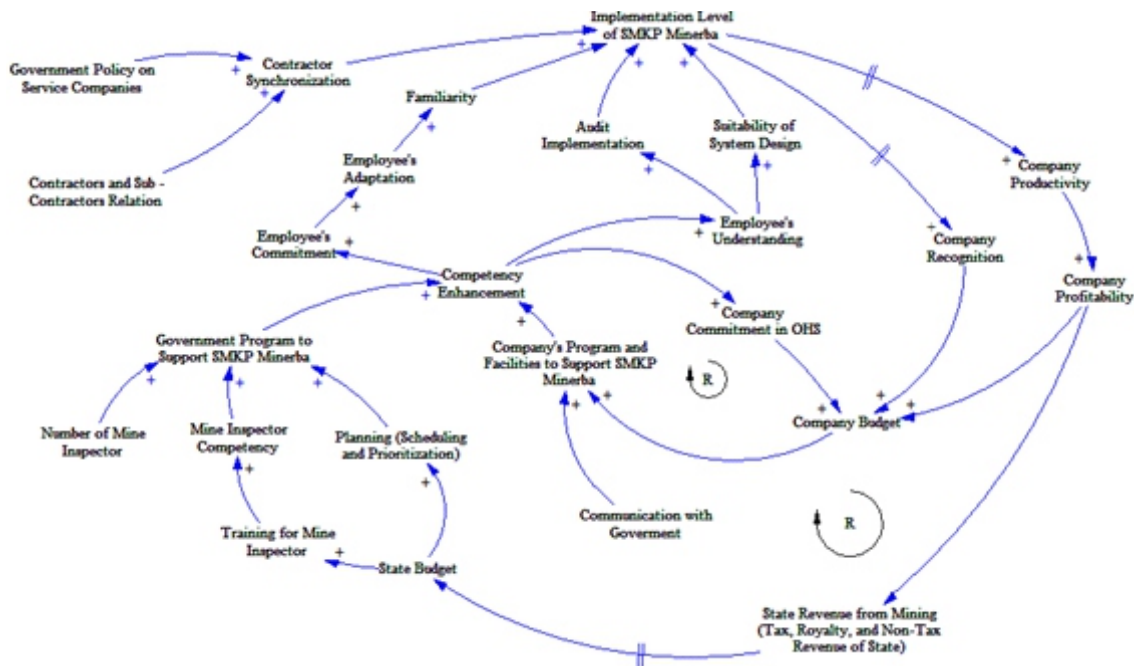 Implementation Level
of SMKP Minerba
Government Policy on
Service Companies
Contractor
Synchronization
Familiarity
Audit
Implementation
Suitability of
System Design
Employee's
Adaptation
Company
Productivity
Contractors and Sub -
Contractors Relation
Employee's
Commitment
Employee's
Understanding
Company
Recognition
Competency
Enhancement
Company
Profitability
Company
Commitment in OHS
Government Program to
Support SMKP Minerba
Company's Program and
Facilities to Support SMKP
Minerba
R
Company Budget
Number of Mine
Inspector
Mine Inspector
Competency
Planning (Scheduling
and Prioritization)
Communication with
Goverment
R
Training for Mine
Inspector
State Budget
State Revenue from Mining
(Tax, Royalty, and Non-Tax
Revenue of State)